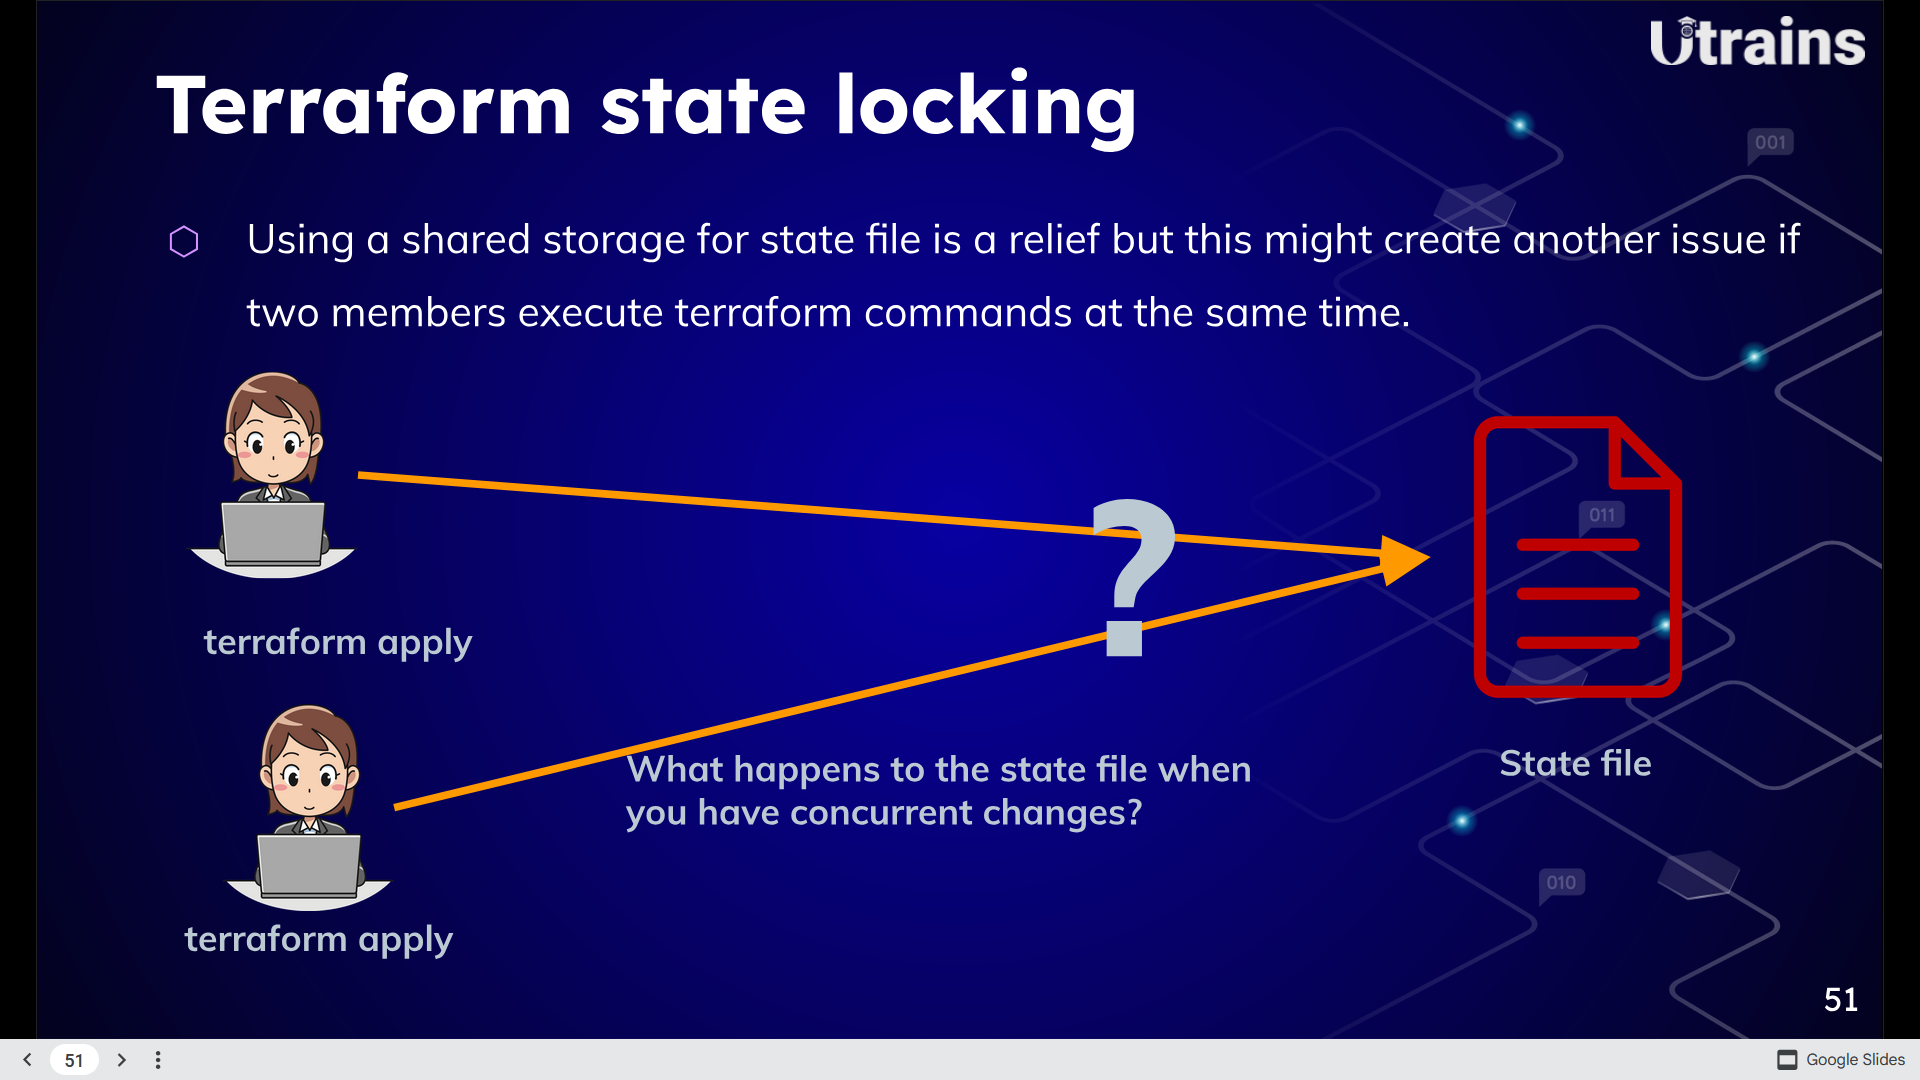 Utrains
Terraform state locking
001
Using a shared storage for state file is a relief but this might create another issue if
two members execute terraform commands at the same time.
?
011
terraform apply
What happens to the state file when
you have concurrent changes?
State file
010
terraform apply
51
51
Google Slides